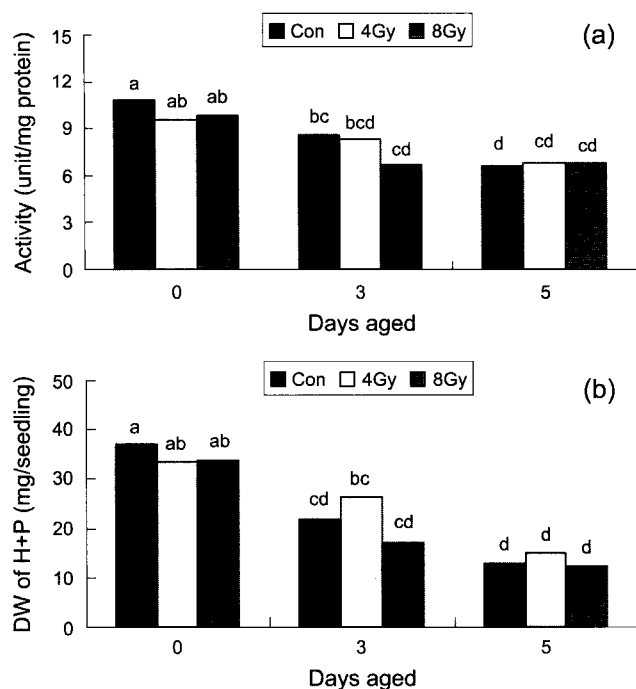 Con 4Gy 8Gy
(a)
Activity (unit/mg protein)
15
12
9
6
3
0
a ab ab
bc bcd cd
d cd cd
0 3 5
Days aged
Con 4Gy 8Gy
(b)
DW of H+P (mg/seedling)
50
40
30
20
10
0
a ab ab
cd bc cd
d d d
0 3 5
Days aged